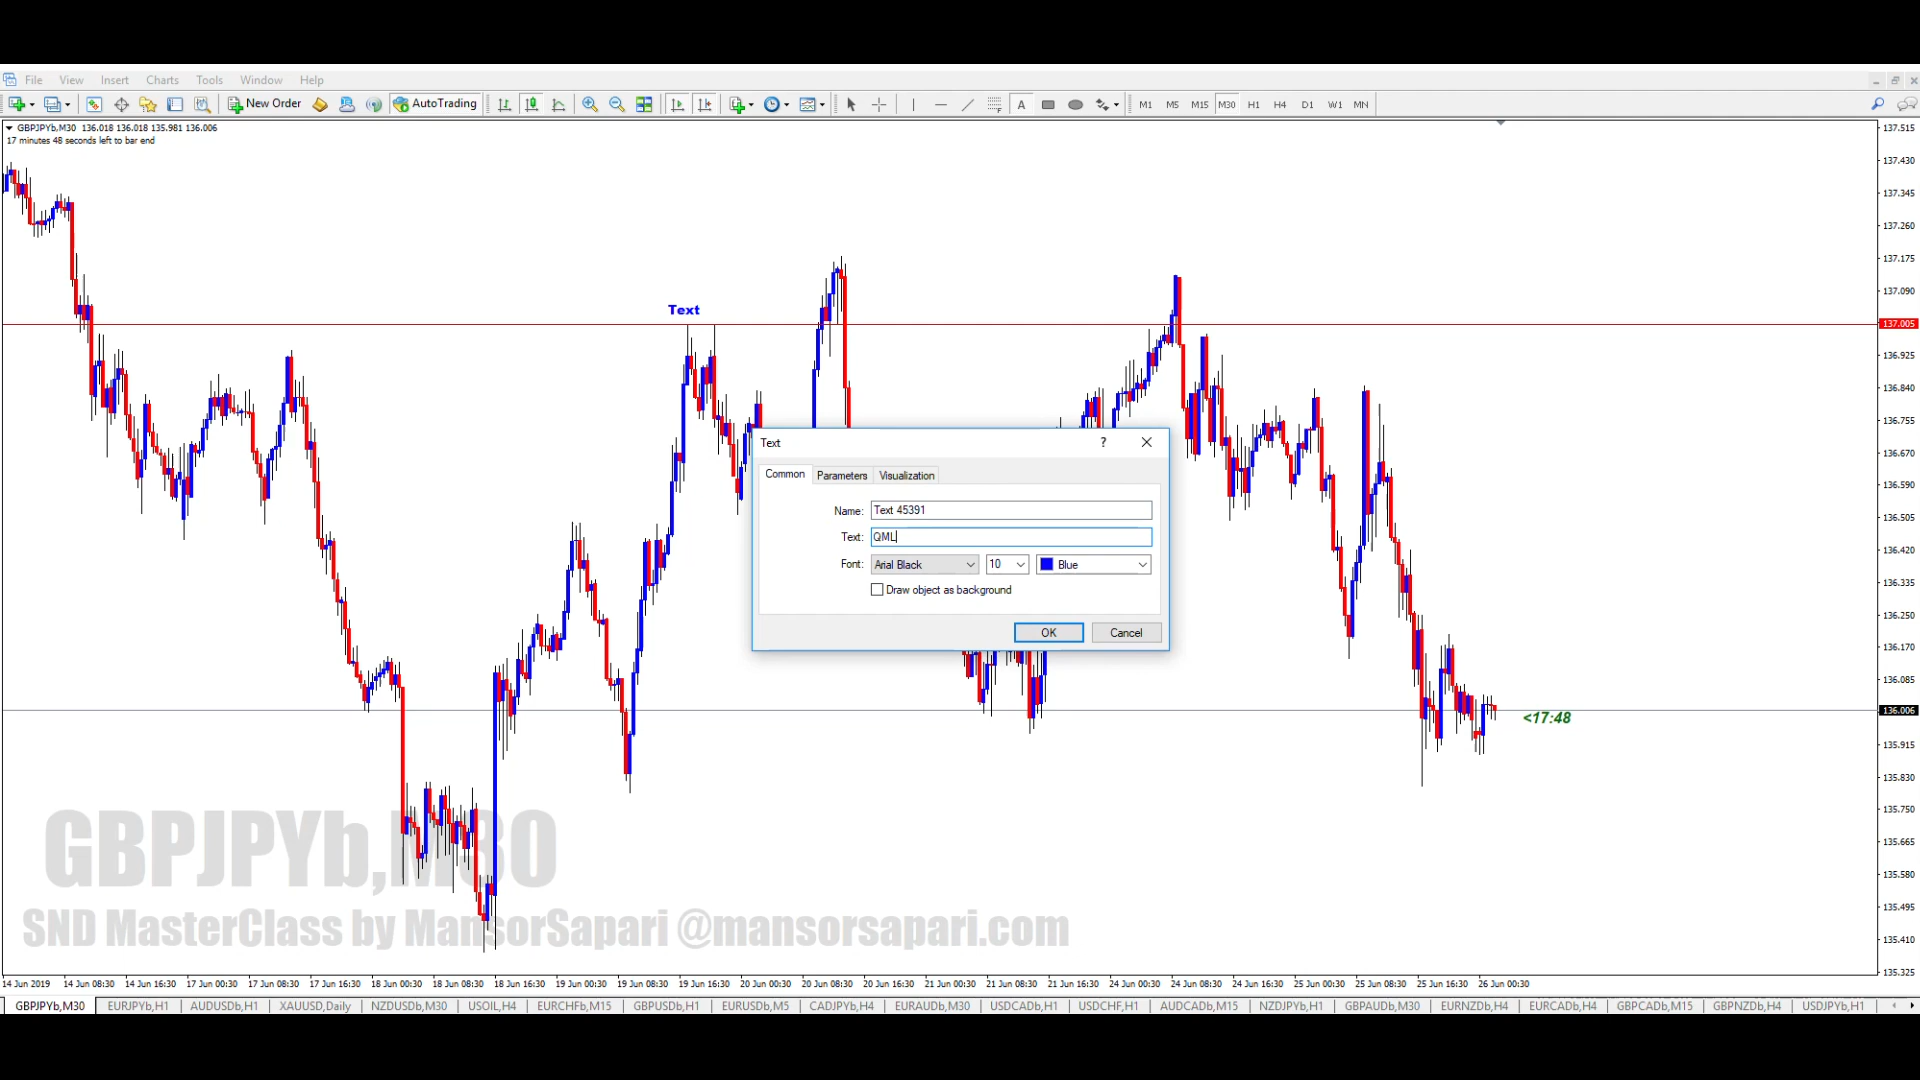 File View Insert Charts Tools Window Help
New Order AutoTrading A M1 M5 M15 M30 H1 H4 D1 W1 MN
GBPJPYb,M30 136.018 136.018 135.981 136.006
17 minutes 48 seconds left to bar end
137.515
137.430
137.345
137.260
137.175
137.090
Text
137.005
136.925
136.840
136.755
136.670
136.590
136.505
136.420
136.335
136.250
136.170
136.085
136.006
135.915
135.830
135.750
135.665
135.580
135.495
135.410
135.325
Text ?
Common Parameters Visualization
Name: Text 45391
Text: QML
Font: Arial Black 10 Blue
Draw object as background
OK Cancel
<17:48
GBPJPYb,M30
SND MasterClass by MansorSapari @mansorsapari.com
14 Jun 2019 14 Jun 08:30 14 Jun 16:30 17 Jun 00:30 17 Jun 08:30 17 Jun 16:30 18 Jun 00:30 18 Jun 08:30 18 Jun 16:30 19 Jun 00:30 19 Jun 08:30 19 Jun 16:30 20 Jun 00:30 20 Jun 08:30 20 Jun 16:30 21 Jun 00:30 21 Jun 08:30 21 Jun 16:30 24 Jun 00:30 24 Jun 08:30 24 Jun 16:30 25 Jun 00:30 25 Jun 08:30 25 Jun 16:30 26 Jun 00:30
GBPJPYb,M30 EURJPYb,H1 AUDUSDb,H1 XAUUSD,Daily NZDUSDb,M30 USOIL,H4 EURCHFb,M15 GBPUSDb,H1 EURUSDb,M5 CADJPYb,H4 EURAUDb,M30 USDCADb,H1 USDCHF,H1 AUDCADb,M15 NZDJPYb,H1 GBPAUDb,M30 EURNZDb,H4 EURCADb,H4 GBPCADb,M15 GBPNZDb,H4 USDJPYb,H1